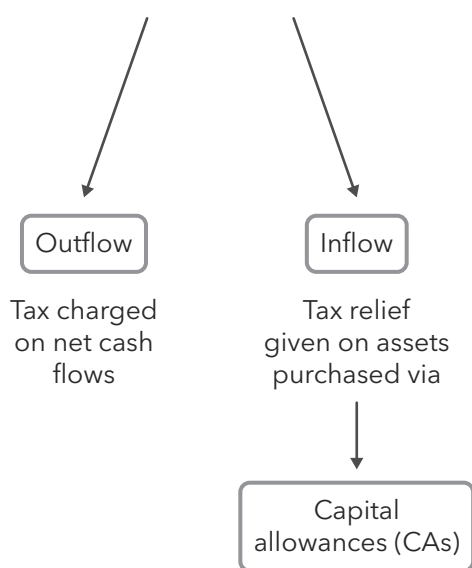 Outflow
Tax charged
on net cash
flows
Inflow
Tax relief
given on assets
purchased via
Capital
allowances (CAs)